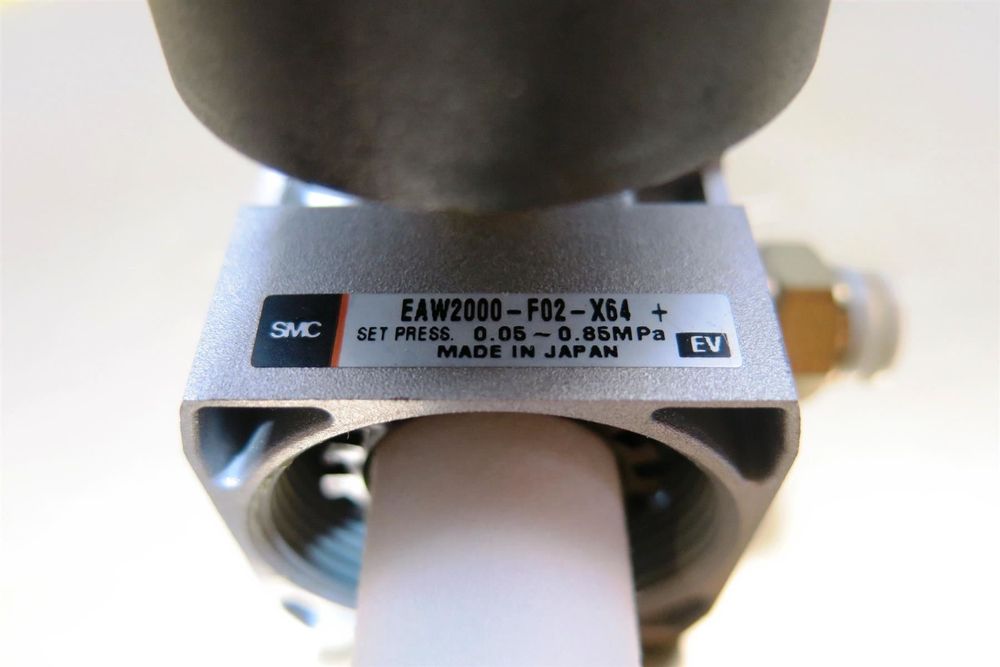 SMC
EAW2000-F02-X64 +
SET PRESS. 0.05~0.85MPa
MADE IN JAPAN
EV